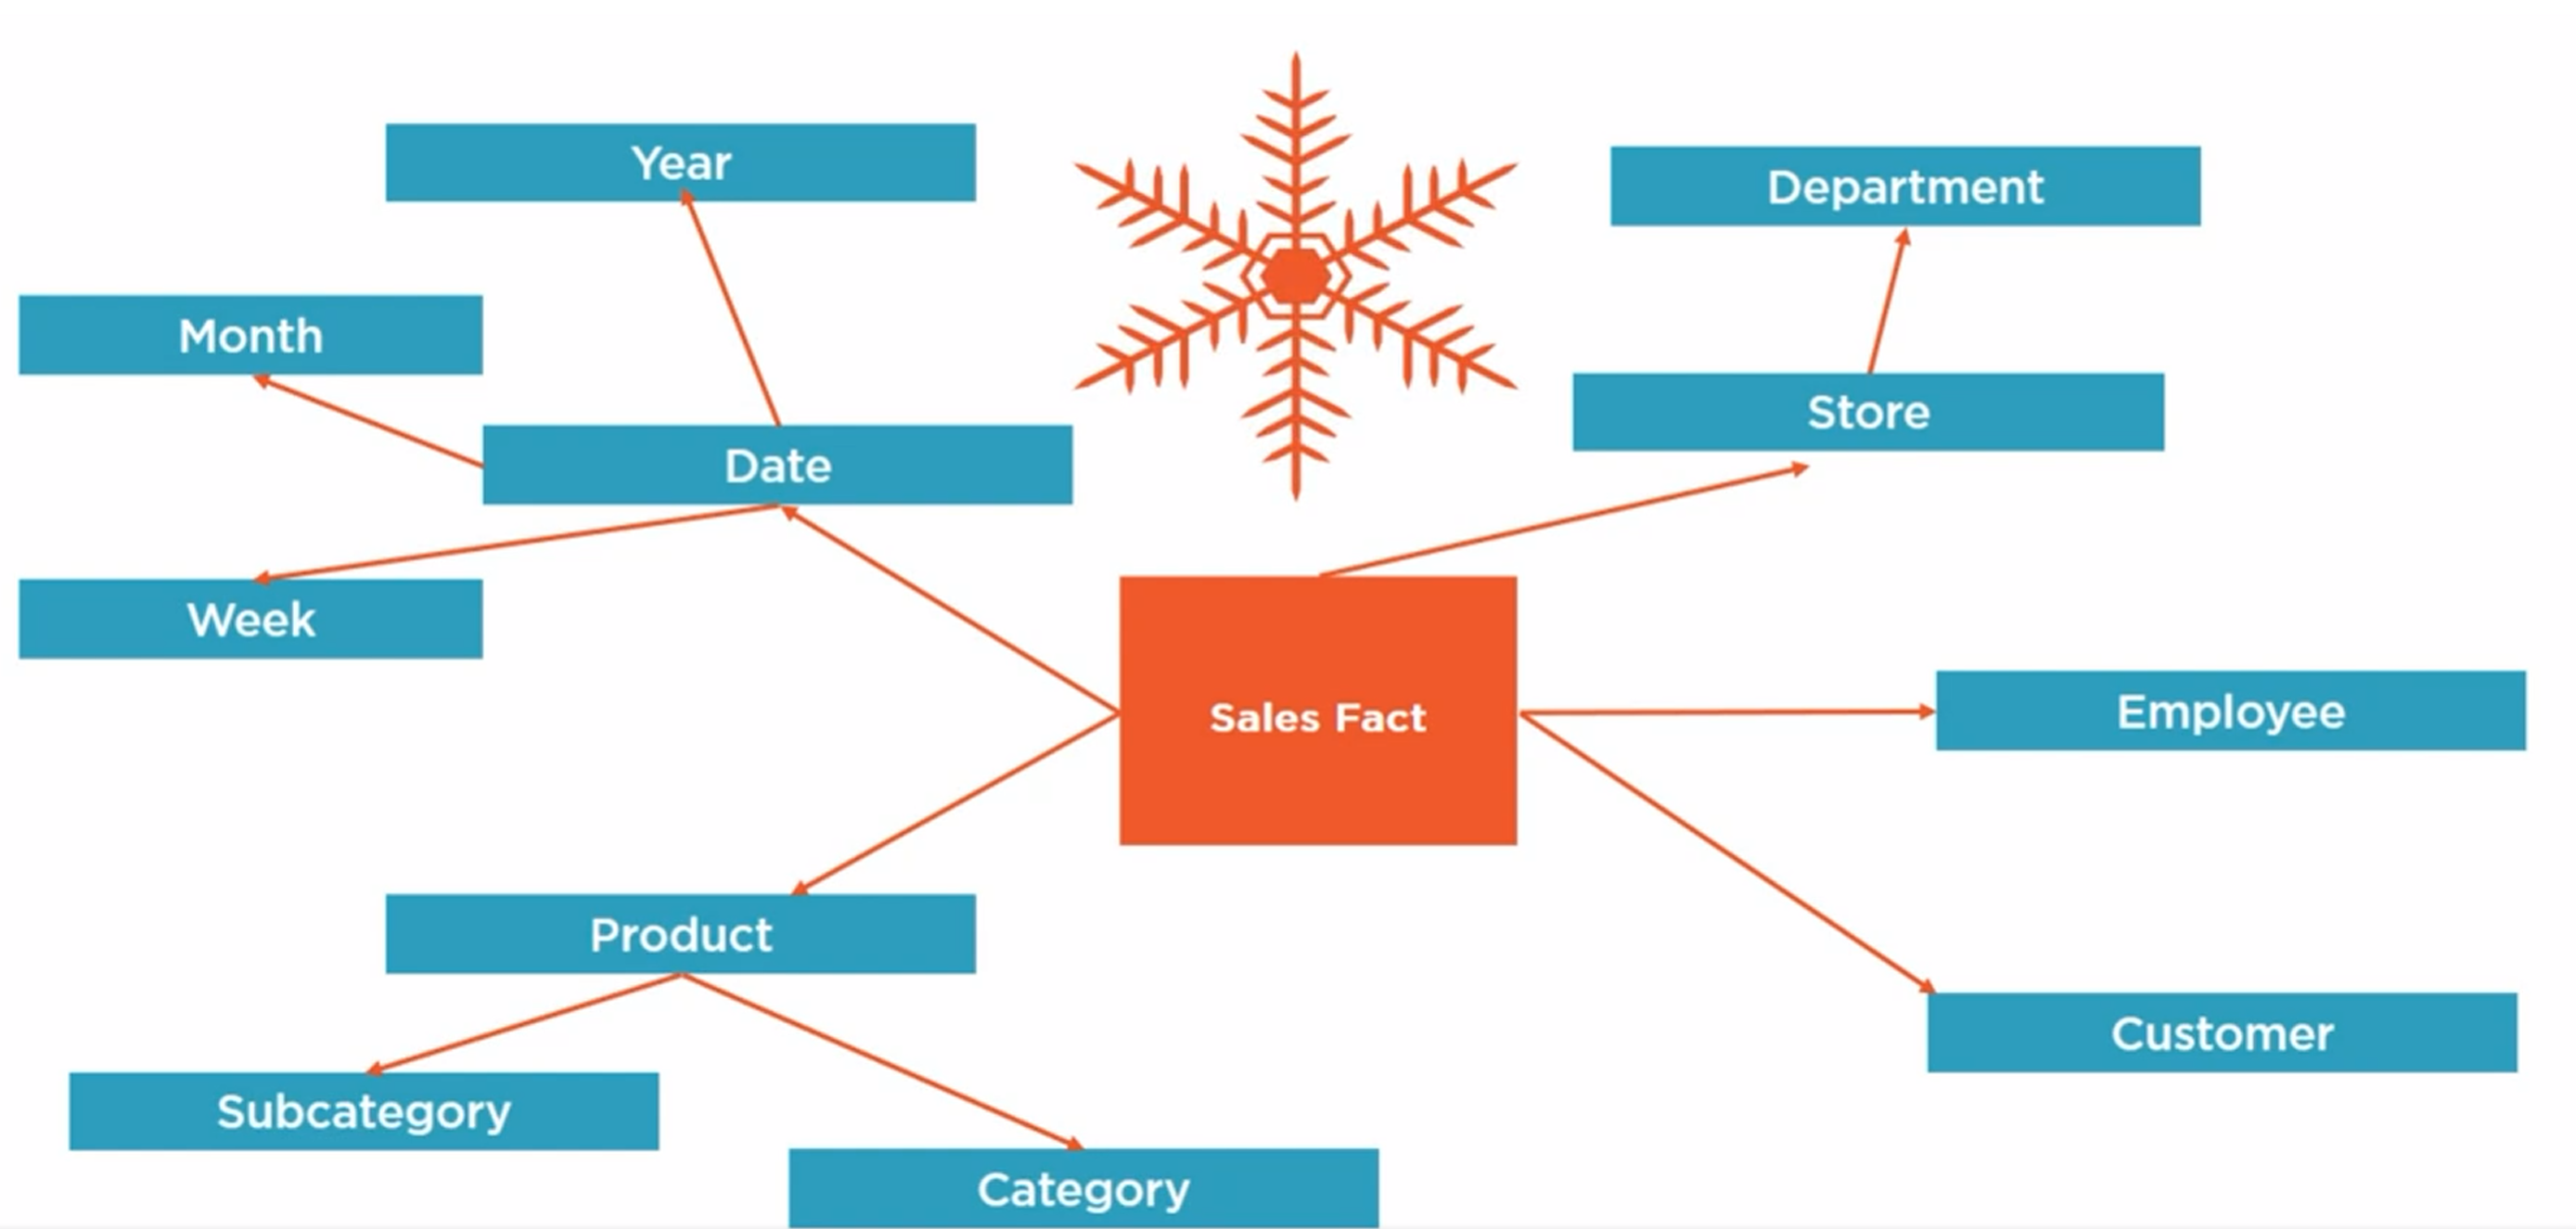 Year
Department
Month
Store
Date
Week
Sales Fact
Employee
Product
Customer
Subcategory
Category